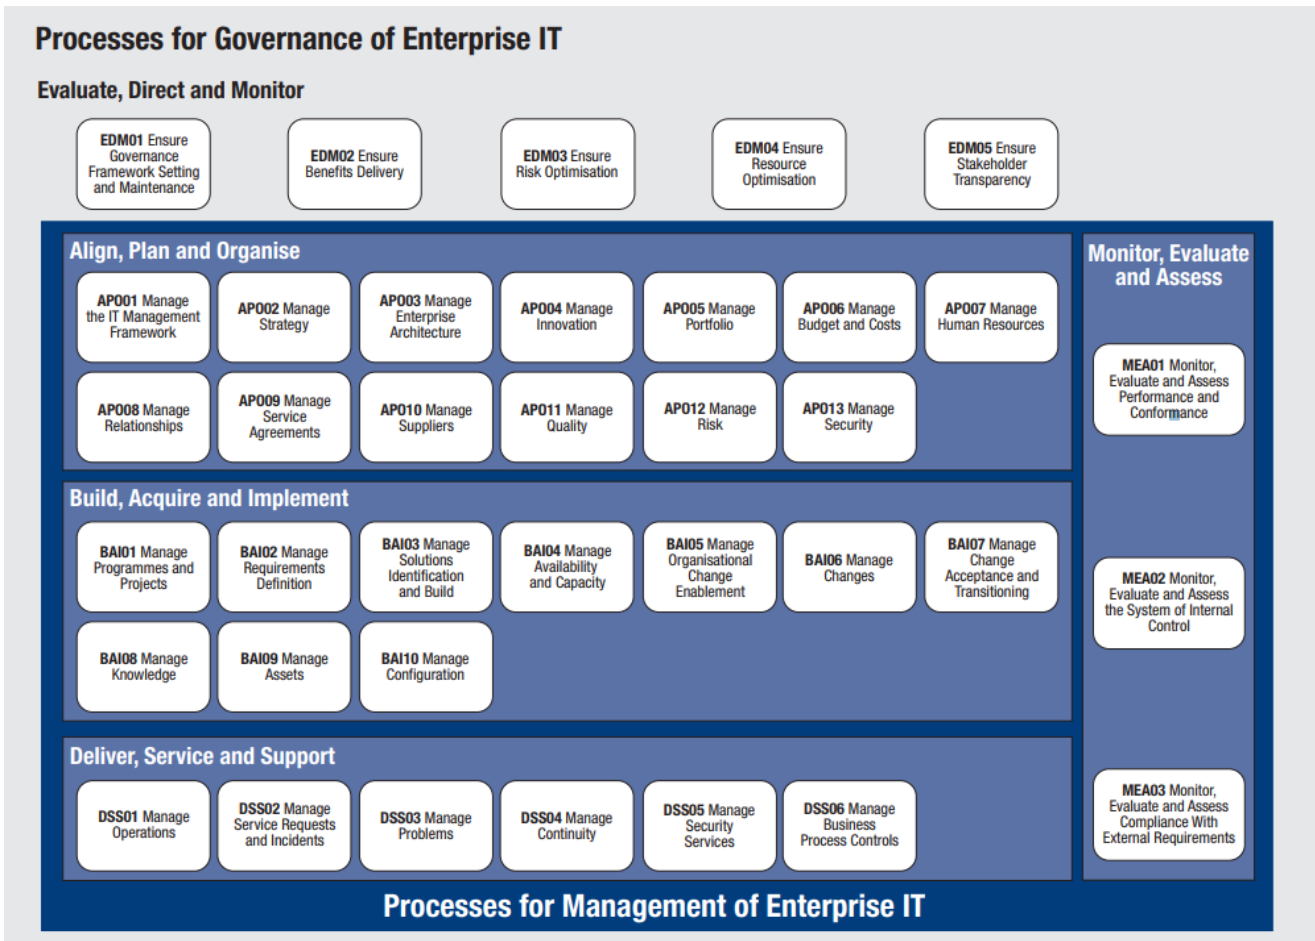 Processes for Governance of Enterprise IT
Evaluate, Direct and Monitor
EDM01 Ensure
Governance
Framework Setting
and Maintenance
EDM02 Ensure
Benefits Delivery
EDM03 Ensure
Risk Optimisation
EDM04 Ensure
Resource
Optimisation
EDM05 Ensure
Stakeholder
Transparency
Align, Plan and Organise
APO01 Manage
the IT Management
Framework
APO02 Manage
Strategy
APO03 Manage
Enterprise
Architecture
APO04 Manage
Innovation
APO05 Manage
Portfolio
APO06 Manage
Budget and Costs
APO07 Manage
Human Resources
APO08 Manage
Relationships
APO09 Manage
Service
Agreements
APO10 Manage
Suppliers
APO11 Manage
Quality
APO12 Manage
Risk
APO13 Manage
Security
Build, Acquire and Implement
BAI01 Manage
Programmes and
Projects
BAI02 Manage
Requirements
Definition
BAI03 Manage
Solutions
Identification
and Build
BAI04 Manage
Availability
and Capacity
BAI05 Manage
Organisational
Change
Enablement
BAI06 Manage
Changes
BAI07 Manage
Change
Acceptance and
Transitioning
BAI08 Manage
Knowledge
BAI09 Manage
Assets
BAI10 Manage
Configuration
Deliver, Service and Support
DSS01 Manage
Operations
DSS02 Manage
Service Requests
and Incidents
DSS03 Manage
Problems
DSS04 Manage
Continuity
DSS05 Manage
Security
Services
DSS06 Manage
Business
Process Controls
Monitor, Evaluate
and Assess
MEA01 Monitor,
Evaluate and Assess
Performance and
Conformance
MEA02 Monitor,
Evaluate and Assess
the System of Internal
Control
MEA03 Monitor,
Evaluate and Assess
Compliance With
External Requirements
Processes for Management of Enterprise IT